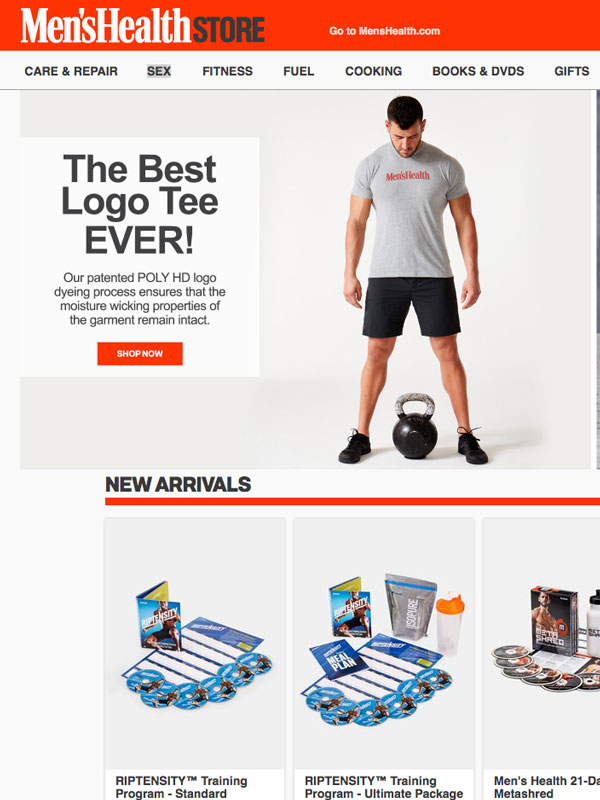 Men'sHealth STORE
Go to MensHealth.com
CARE & REPAIR SEX FITNESS FUEL COOKING BOOKS & DVDS GIFTS
The Best
Logo Tee
EVER!
Our patented POLY HD logo
dyeing process ensures that the
moisture wicking properties of
the garment remain intact.
SHOP NOW
Men'sHealth
NEW ARRIVALS
RIPTENSITY
RIPTENSITY
MEAL
PLAN
ISOPURE
META
SHRED
RIPTENSITY™ Training
Program - Standard
RIPTENSITY™ Training
Program - Ultimate Package
Men's Health 21-Da
Metashred